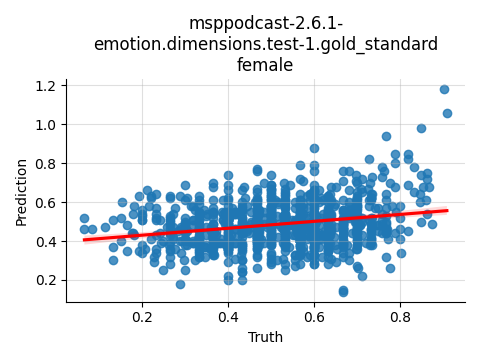 msppodcast-2.6.1-
emotion.dimensions.test-1.gold_standard
female
1.2
1.0
0.8
0.6
0.4
0.2
Prediction
0.2
0.4
0.6
0.8
Truth